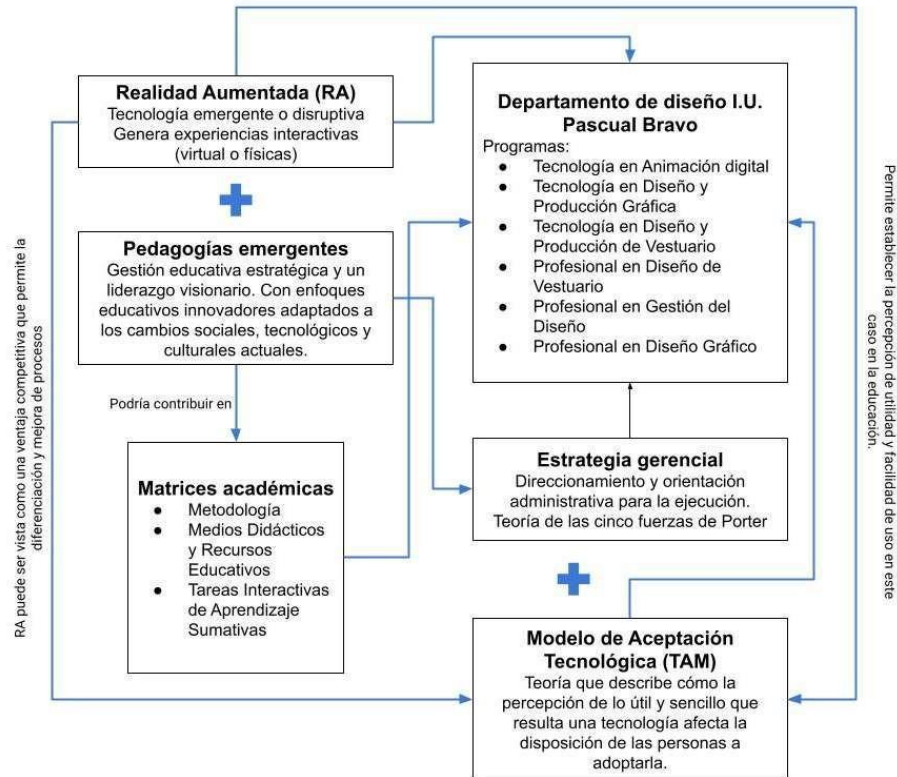 Realidad Aumentada (RA)
Tecnología emergente o disruptiva
Genera experiencias interactivas
(virtual o físicas)
Pedagogías emergentes
Gestión educativa estratégica y un
liderazgo visionario. Con enfoques
educativos innovadores adaptados a
los cambios sociales, tecnológicos y
culturales actuales.
Podría contribuir en
Matrices académicas
● Metodología
● Medios Didácticos
y Recursos
Educativos
● Tareas Interactivas
de Aprendizaje
Sumativas
RA puede ser vista como una ventaja competitiva que permite la
diferenciación y mejora de procesos
Departamento de diseño I.U.
Pascual Bravo
Programas:
● Tecnología en Animación digital
● Tecnología en Diseño y
Producción Gráfica
● Tecnología en Diseño y
Producción de Vestuario
● Profesional en Diseño de
Vestuario
● Profesional en Gestión del
Diseño
● Profesional en Diseño Gráfico
Estrategia gerencial
Direccionamiento y orientación
administrativa para la ejecución.
Teoría de las cinco fuerzas de Porter
Modelo de Aceptación
Tecnológica (TAM)
Teoría que describe cómo la
percepción de lo útil y sencillo que
resulta una tecnología afecta la
disposición de las personas a
adoptarla.
Permite establecer la percepción de utilidad y facilidad de uso en este
caso en la educación.